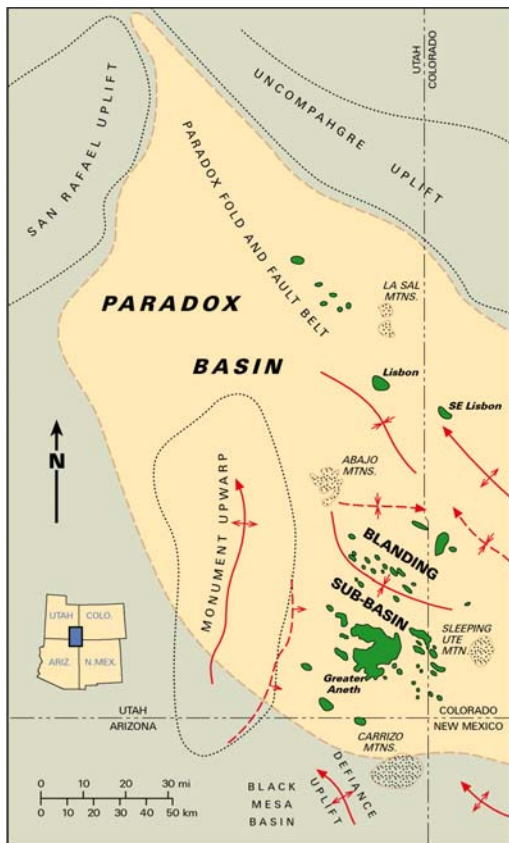 UTAH
COLORADO
SAN RAFAEL UPLIFT
UNCOMPAHGRE UPLIFT
PARADOX FOLD AND FAULT BELT
LA SAL
MTNS.
PARADOX
BASIN
Lisbon
SE Lisbon
N
ABAJO
MTNS.
MONUMENT UPWARP
BLANDING
SUB-BASIN
SLEEPING
UTE
MTN.
UTAH COLO.
ARIZ. N.MEX.
Greater
Aneth
UTAH
ARIZONA
COLORADO
NEW MEXICO
CARRIZO
MTNS.
0 10 20 30 mi
0 10 20 30 40 50 km
BLACK
MESA
BASIN
DEFIANCE
UPLIFT